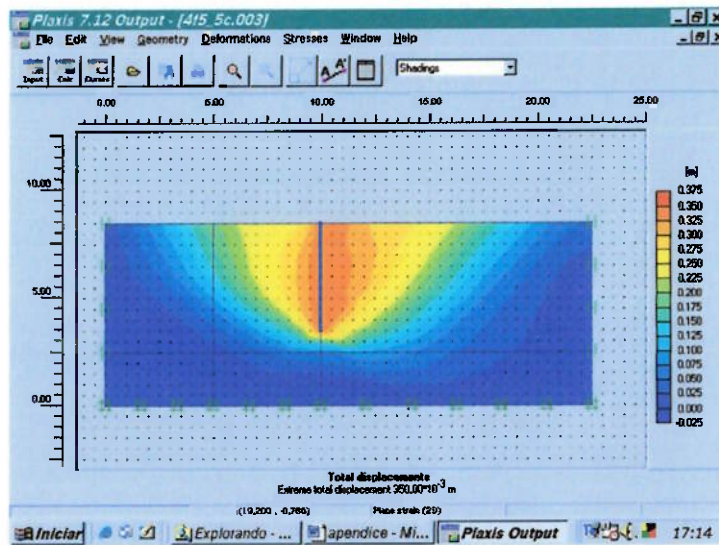 Plaxis 7.12 Output - [4f5_5c.003]
File Edit View Geometry Deformations Stresses Window Help
Input Calc Curves Shadings
0.00 5.00 10.00 15.00 20.00 25.00
[m]
10.00
5.00
0.00
0.375
0.350
0.325
0.300
0.275
0.250
0.225
0.200
0.175
0.150
0.125
0.100
0.075
0.050
0.025
0.000
-0.025
Total displacements
Extreme total displacement 350.00*10-3 m
(19.200 , -0.766) Plane strain (29)
Iniciar Explorando - ... apendice - Mi... Plaxis Output 17:14